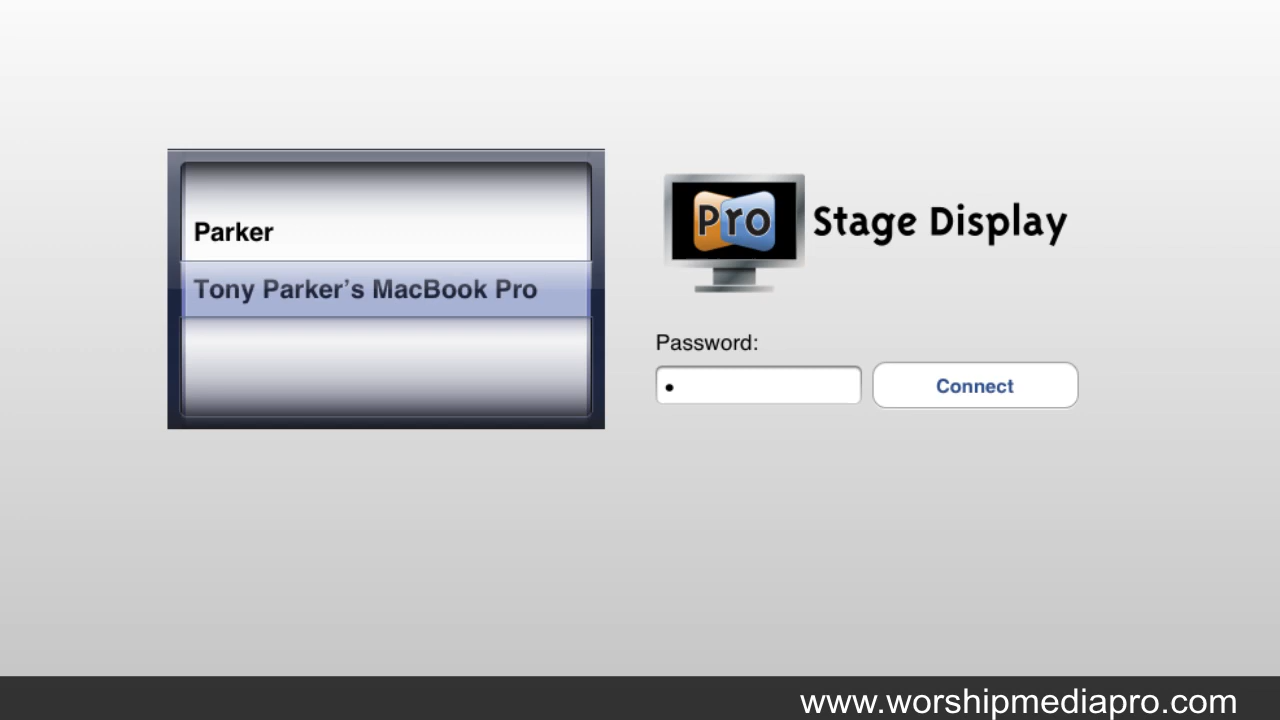 Parker
Tony Parker’s MacBook Pro
Pro
Stage Display
Password:
Connect
www.worshipmediapro.com